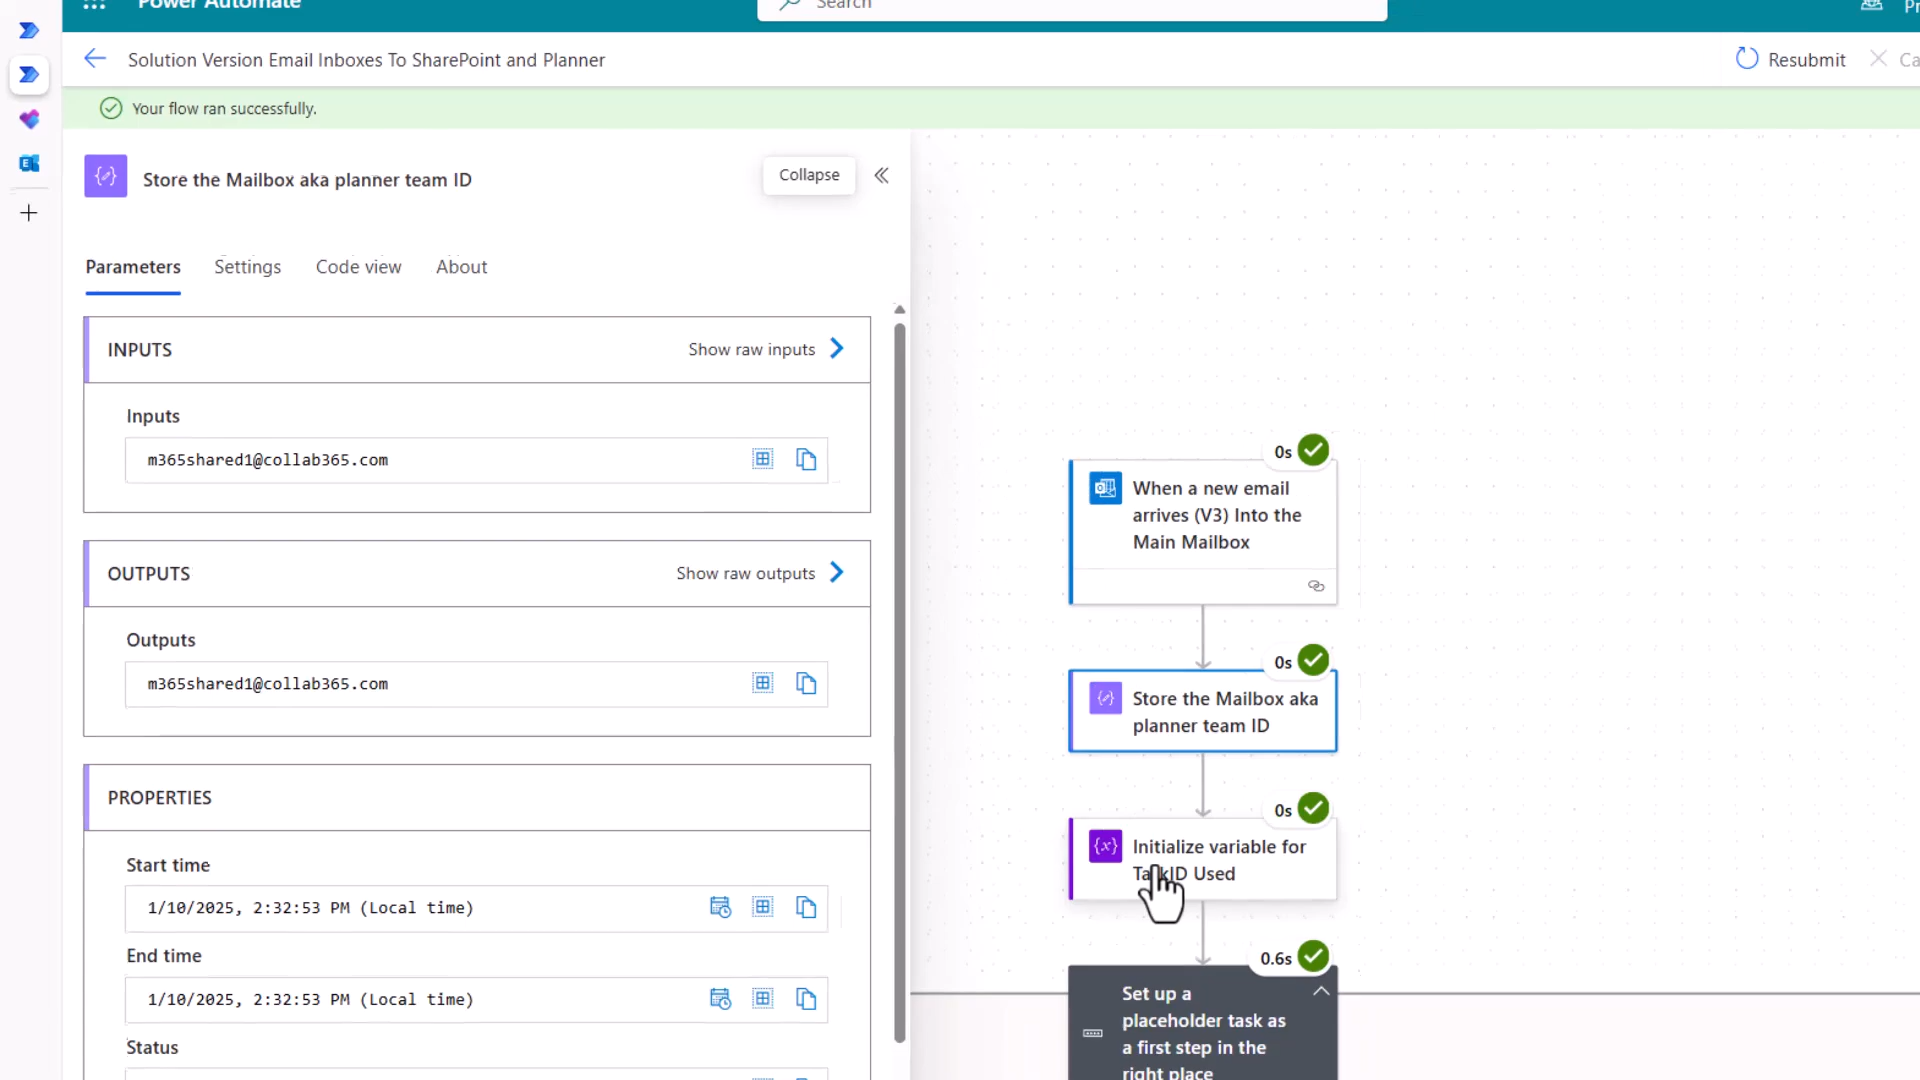 Power Automate
Search
Pr
Solution Version Email Inboxes To SharePoint and Planner
Resubmit
Ca
Your flow ran successfully.
Store the Mailbox aka planner team ID
Collapse
Parameters
Settings
Code view
About
INPUTS
Show raw inputs
Inputs
m365shared1@collab365.com
OUTPUTS
Show raw outputs
Outputs
m365shared1@collab365.com
PROPERTIES
Start time
1/10/2025, 2:32:53 PM (Local time)
End time
1/10/2025, 2:32:53 PM (Local time)
Status
0s
When a new email
arrives (V3) Into the
Main Mailbox
0s
Store the Mailbox aka
planner team ID
0s
Initialize variable for
TaskID Used
0.6s
Set up a
placeholder task as
a first step in the
right place